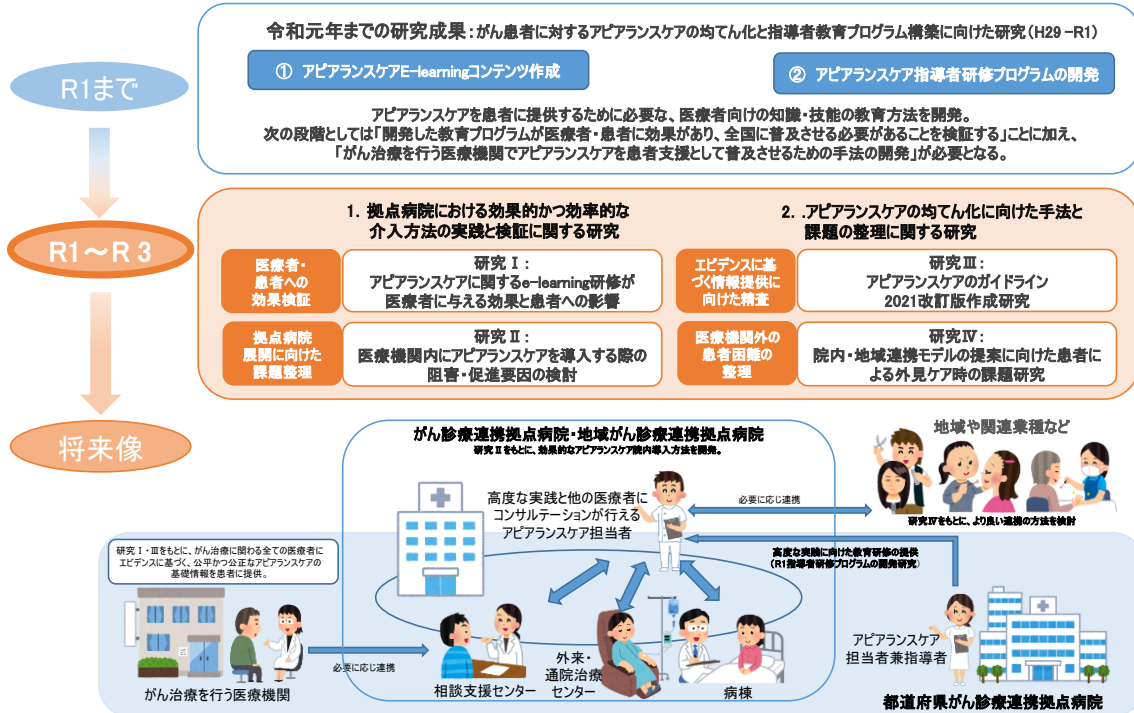 令和元年までの研究成果：がん患者に対するアピアランスケアの均てん化と指導者教育プログラム構築に向けた研究（H29－R1）
R1まで
① アピアランスケアE-learningコンテンツ作成
② アピアランスケア指導者研修プログラムの開発
アピアランスケアを患者に提供するために必要な、医療者向けの知識・技能の教育方法を開発。
次の段階としては「開発した教育プログラムが医療者・患者に効果があり、全国に普及させる必要があることを検証する」ことに加え、
「がん治療を行う医療機関でアピアランスケアを患者支援として普及させるための手法の開発」が必要となる。
R1～R３
1．拠点病院における効果的かつ効率的な
介入方法の実践と検証に関する研究
医療者・
患者への
効果検証
研究Ⅰ：
アピアランスケアに関するe-learning研修が
医療者に与える効果と患者への影響
拠点病院
展開に向けた
課題整理
研究Ⅱ：
医療機関内にアピアランスケアを導入する際の
阻害・促進要因の検討
2．.アピアランスケアの均てん化に向けた手法と
課題の整理に関する研究
エビデンスに基
づく情報提供に
向けた精査
研究Ⅲ：
アピアランスケアのガイドライン
2021改訂版作成研究
医療機関外の
患者困難の
整理
研究Ⅳ：
院内・地域連携モデルの提案に向けた患者に
よる外見ケア時の課題研究
将来像
がん診療連携拠点病院・地域がん診療連携拠点病院
研究Ⅱをもとに、効果的なアピアランスケア院内導入方法を開発。
高度な実践と他の医療者に
コンサルテーションが行える
アピアランスケア担当者
必要に応じ連携
地域や関連業種など
研究Ⅳをもとに、より良い連携の方法を検討
研究Ⅰ・Ⅲをもとに、がん治療に関わる全ての医療者に
エビデンスに基づく、公平かつ公正なアピアランスケアの
基礎情報を患者に提供。
高度な実践に向けた教育研修の提供
（R1指導者研修プログラムの開発研究）
がん治療を行う医療機関
必要に応じ連携
相談支援センター
外来・
通院治療
センター
病棟
アピアランスケア
担当者兼指導者
都道府県がん診療連携拠点病院